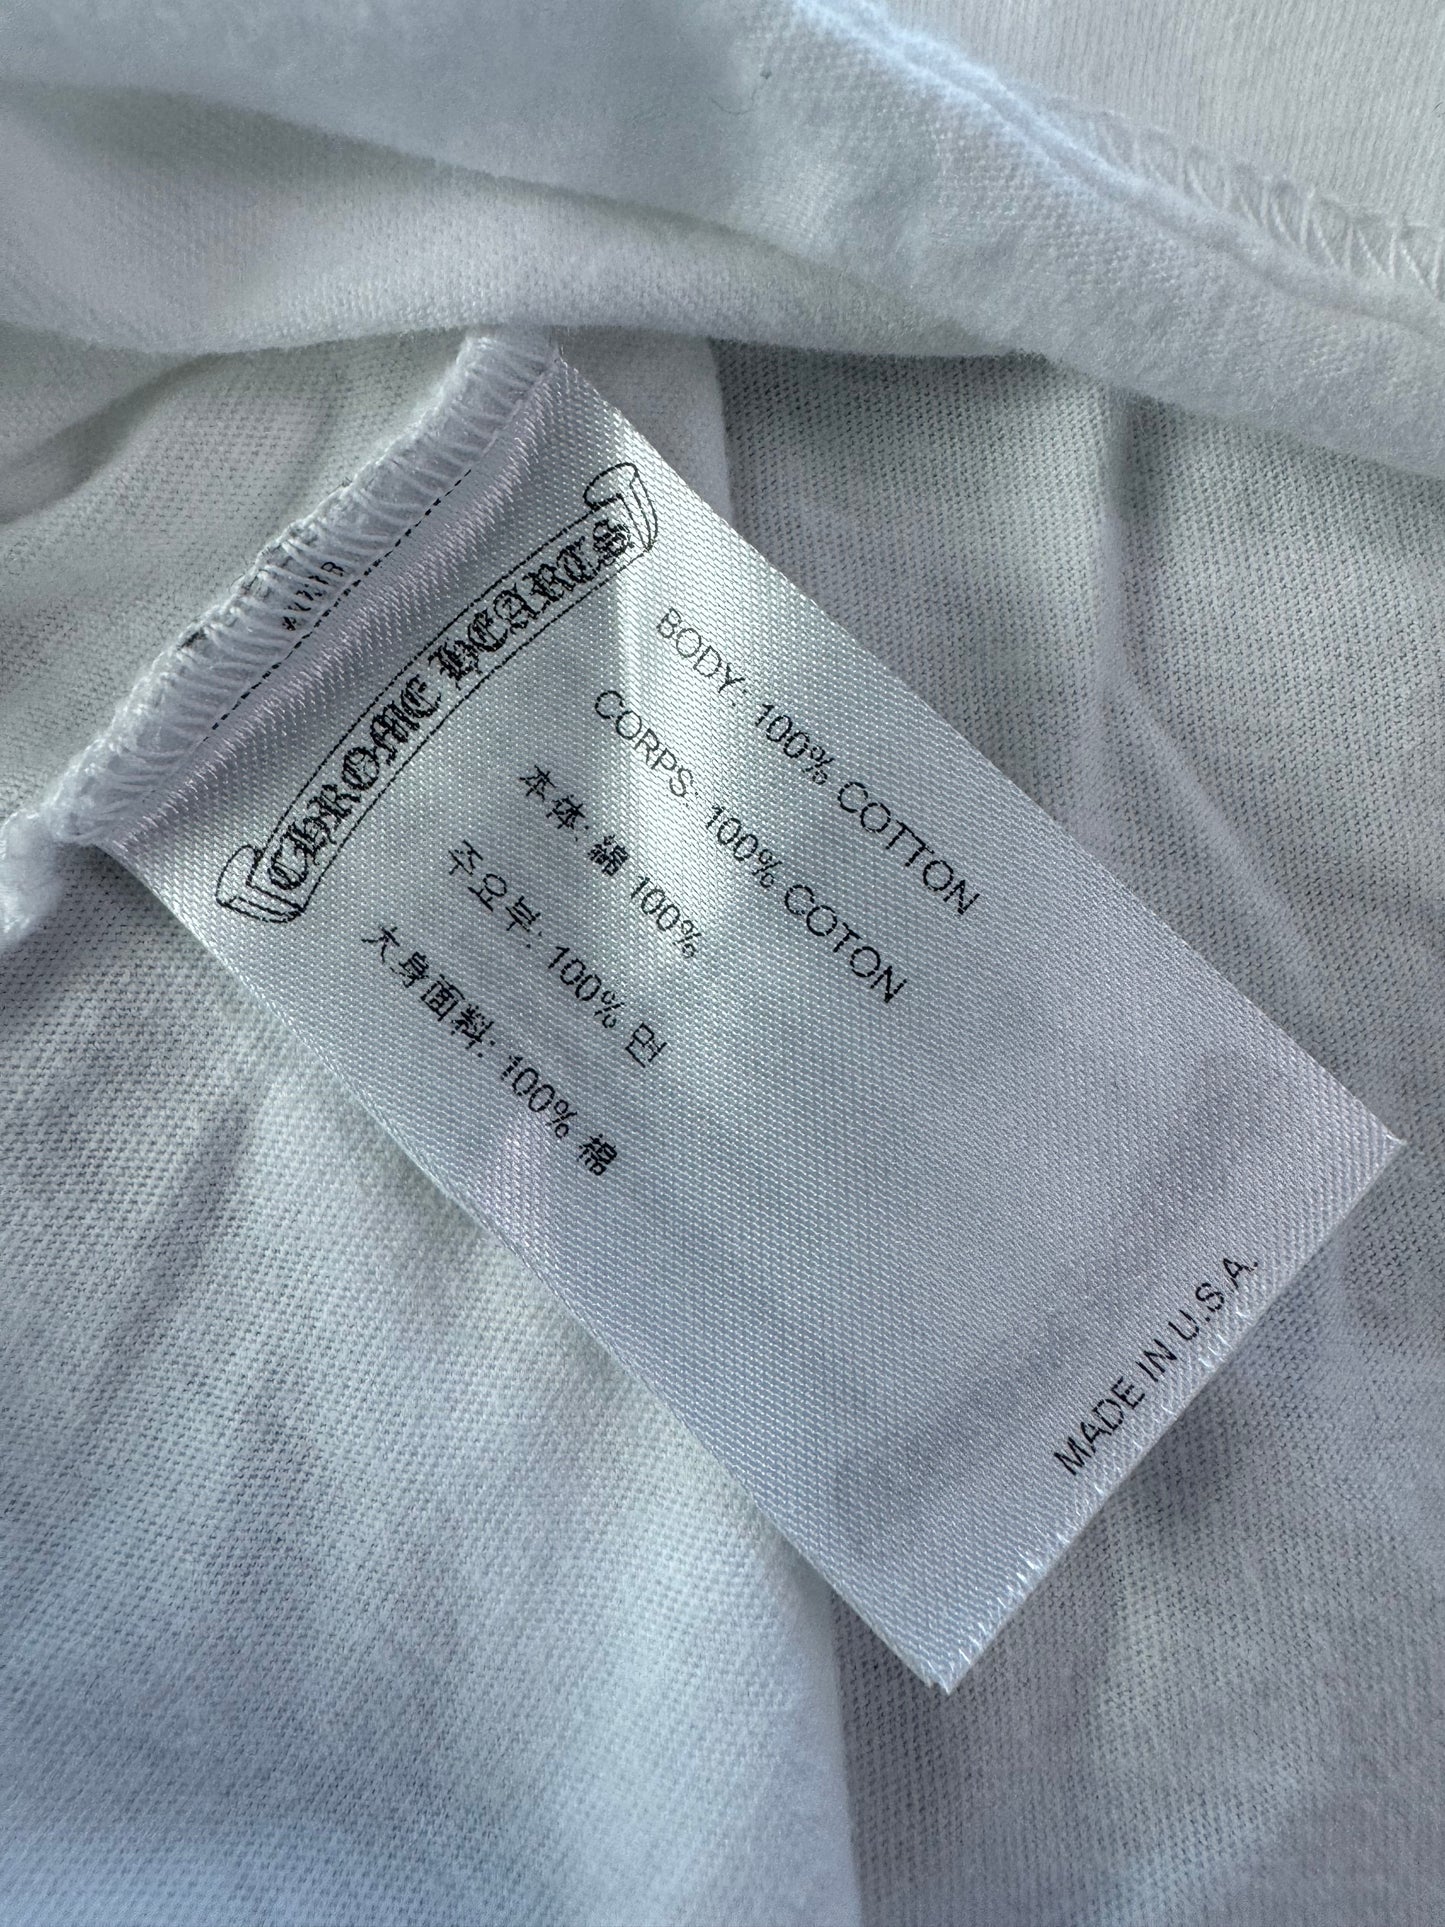 CHROME HEARTS
BODY: 100% COTTON
CORPS: 100% COTON
本体: 綿 100%
주요부: 100% 면
大身面料: 100% 棉
MADE IN U.S.A.